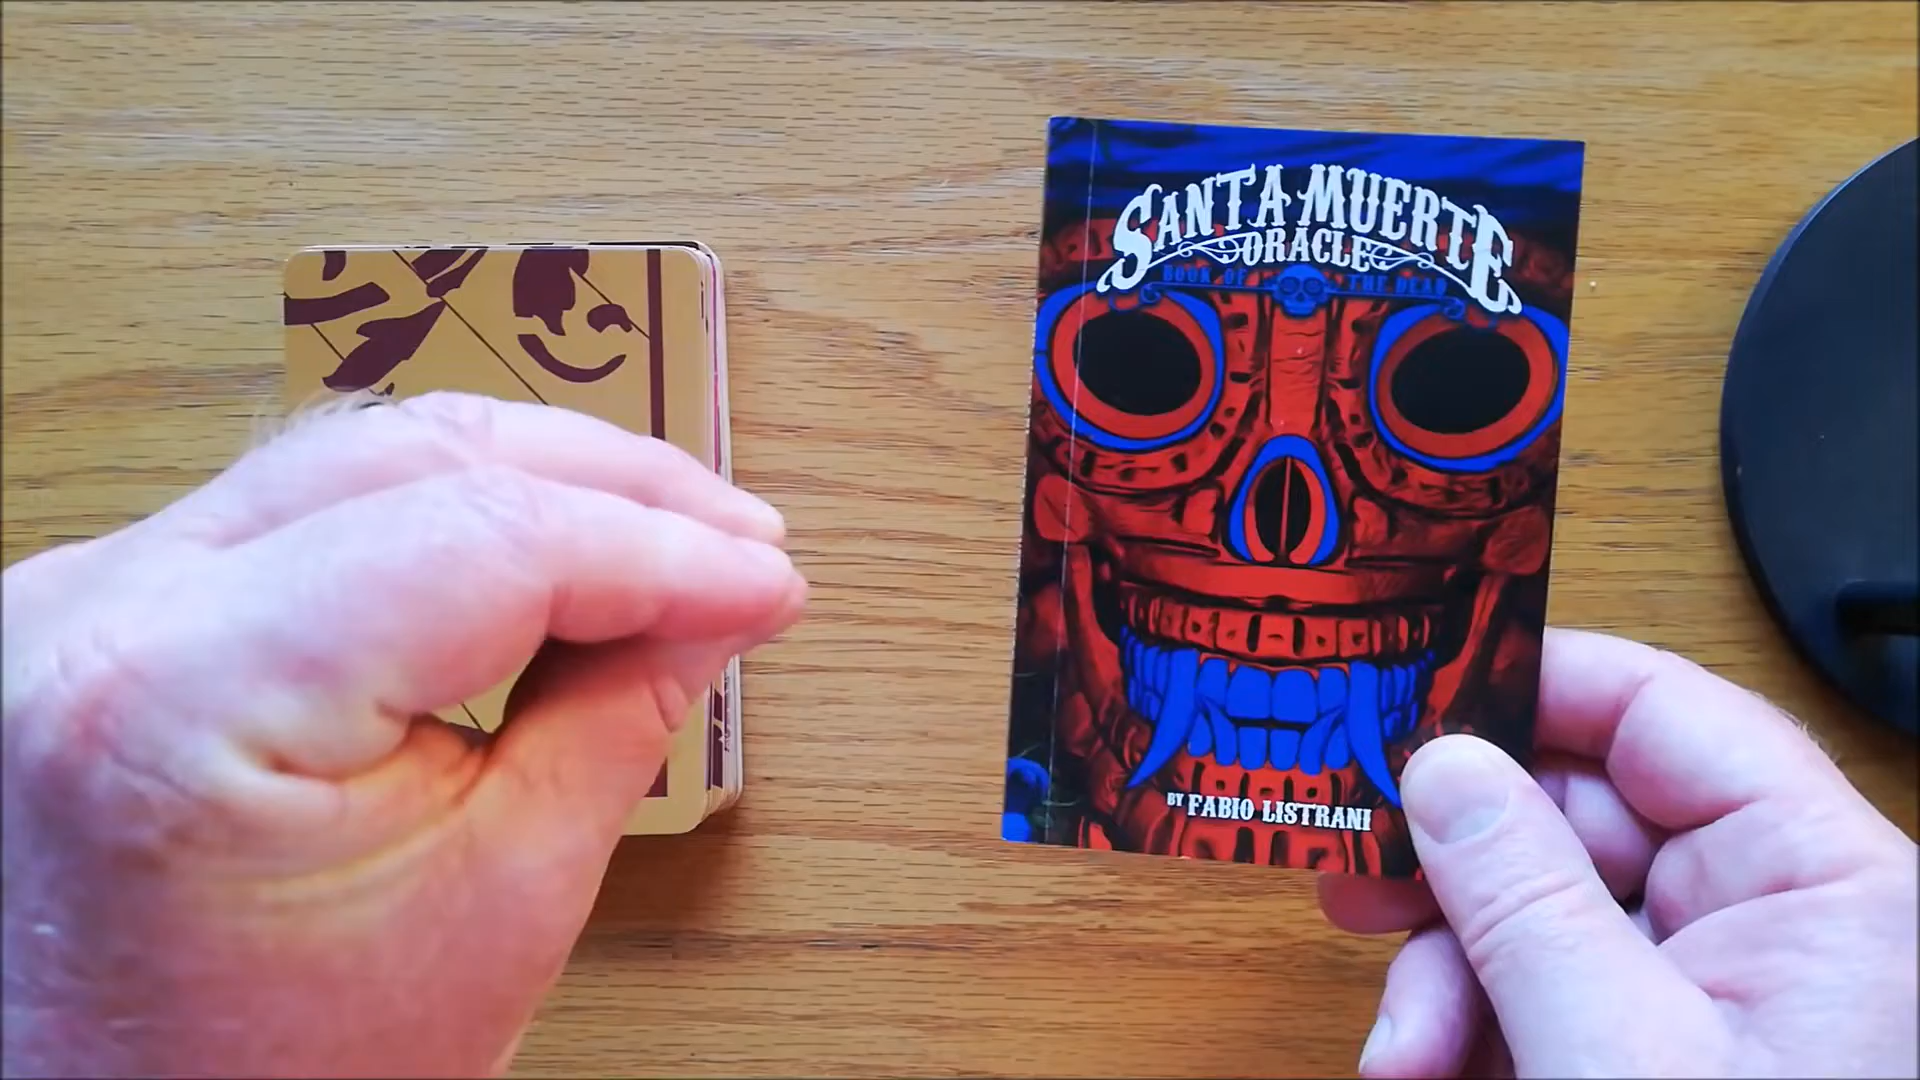 SANTA MUERTE
ORACLE
BOOK OF THE DEAD
BY FABIO LISTRANI